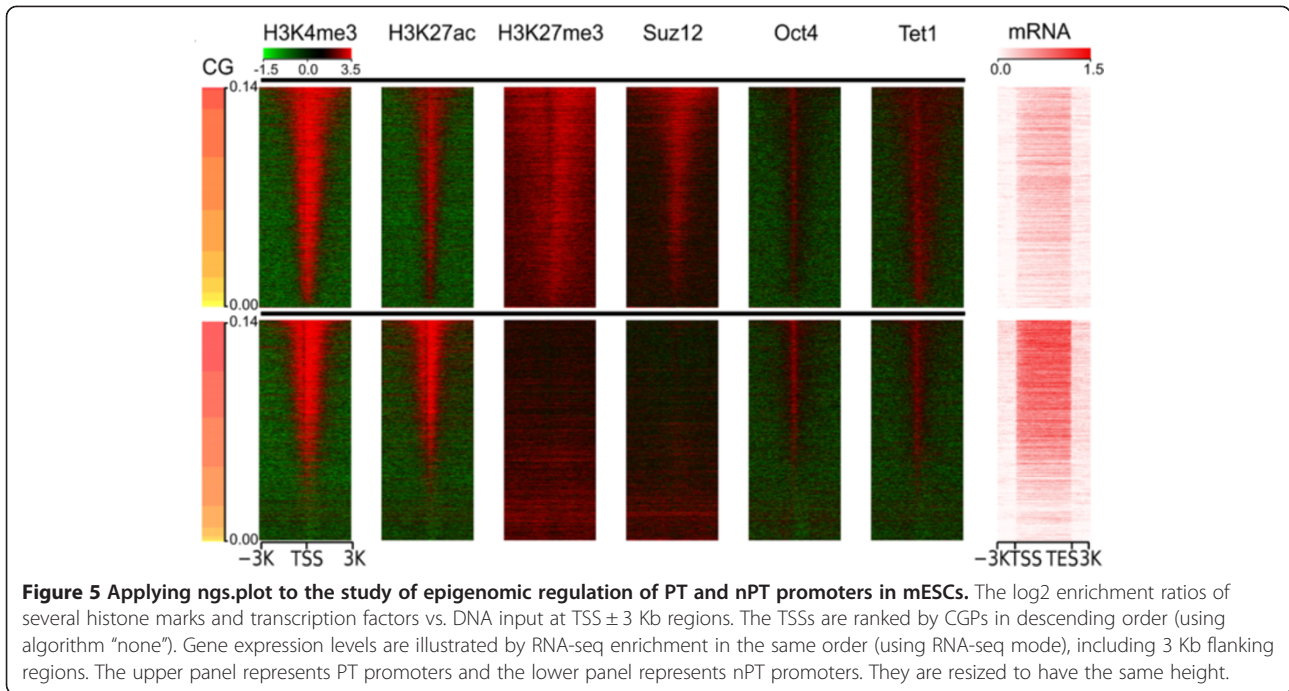 H3K4me3 H3K27ac H3K27me3 Suz12 Oct4 Tet1 mRNA
-1.5 0.0 3.5 0.0 1.5
CG
0.14
0.00
0.14
0.00
−3K TSS 3K −3KTSS TES3K
Figure 5 Applying ngs.plot to the study of epigenomic regulation of PT and nPT promoters in mESCs. The log2 enrichment ratios of
several histone marks and transcription factors vs. DNA input at TSS ± 3 Kb regions. The TSSs are ranked by CGPs in descending order (using
algorithm “none”). Gene expression levels are illustrated by RNA-seq enrichment in the same order (using RNA-seq mode), including 3 Kb flanking
regions. The upper panel represents PT promoters and the lower panel represents nPT promoters. They are resized to have the same height.